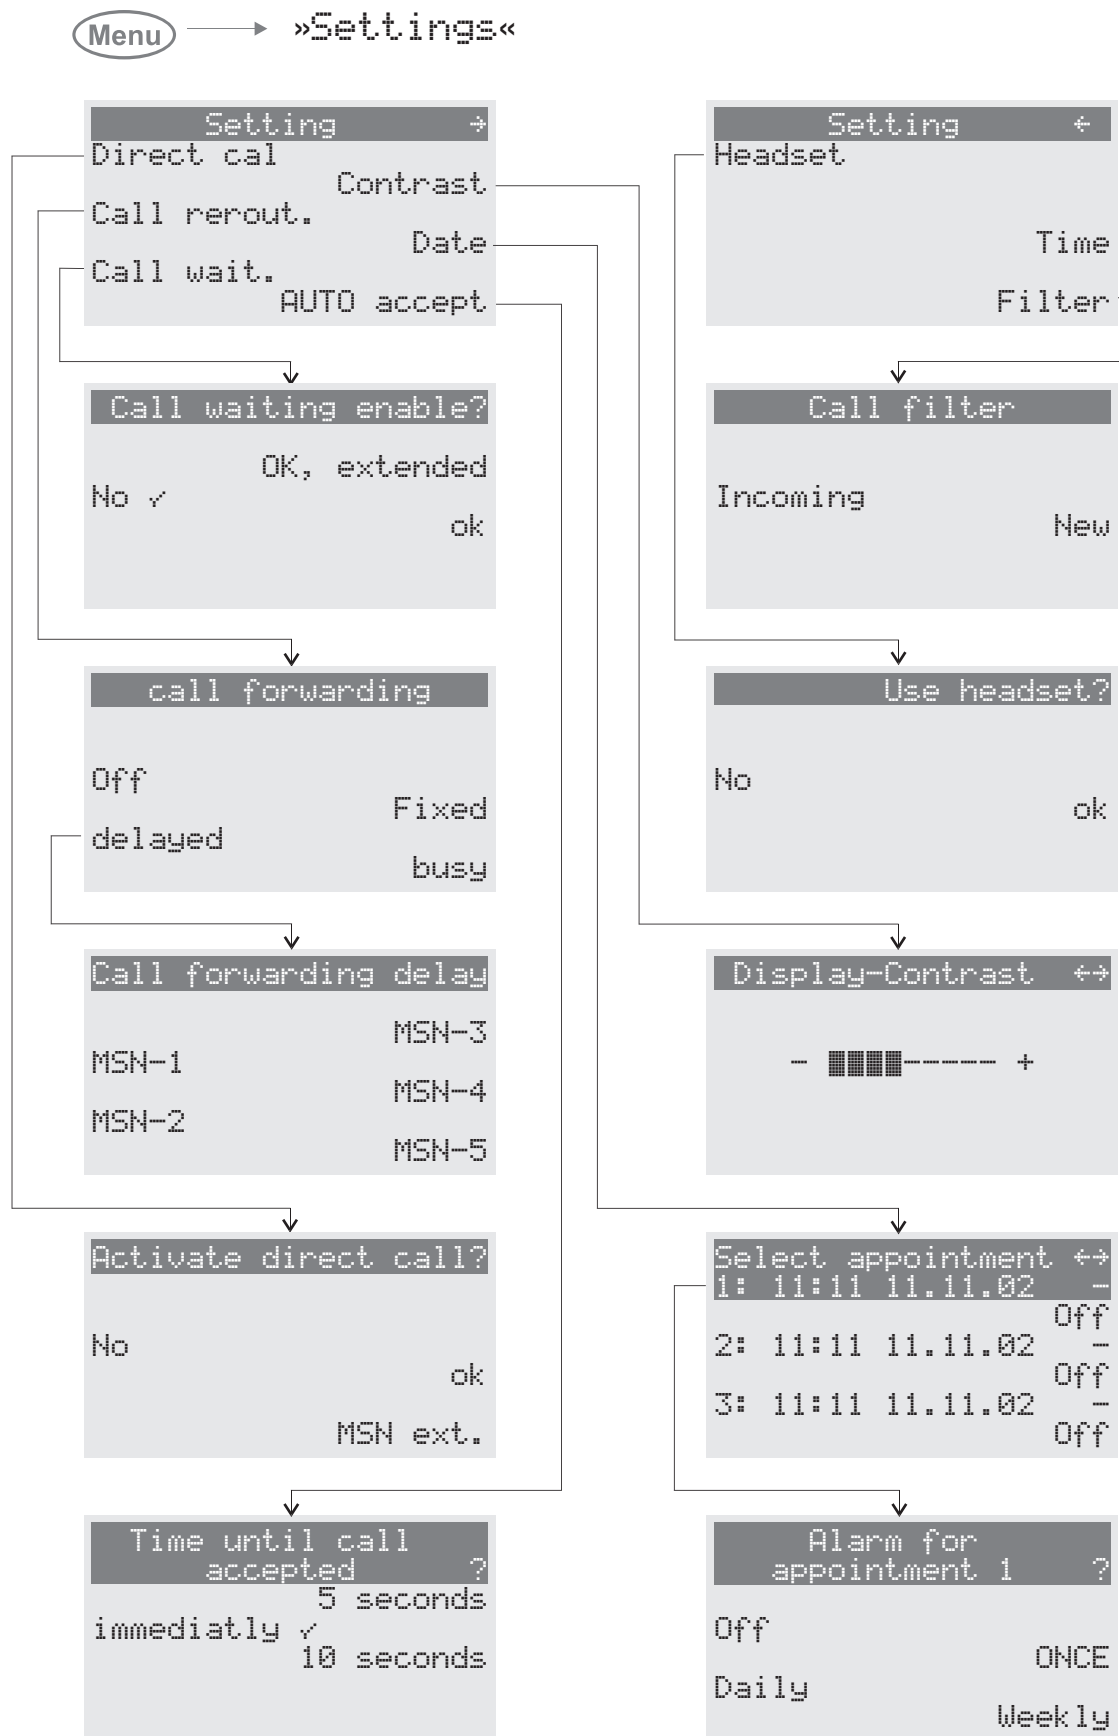 Menu »Settings«
Setting →
Direct cal
Contrast
Call rerout.
Date
Call wait.
AUTO accept
Call waiting enable?
OK, extended
No ✓
ok
call forwarding
Off
Fixed
delayed
busy
Call forwarding delay
MSN-3
MSN-1
MSN-4
MSN-2
MSN-5
Activate direct call?
No
ok
MSN ext.
Time until call
accepted ?
5 seconds
immediatly ✓
10 seconds
Setting ←
Headset
Time
Filter
Call filter
Incoming
New
Use headset?
No
ok
Display-Contrast ←→
- ████----- +
Select appointment ←→
1: 11:11 11.11.02 -
Off
2: 11:11 11.11.02 -
Off
3: 11:11 11.11.02 -
Off
Alarm for
appointment 1 ?
Off
ONCE
Daily
Weekly